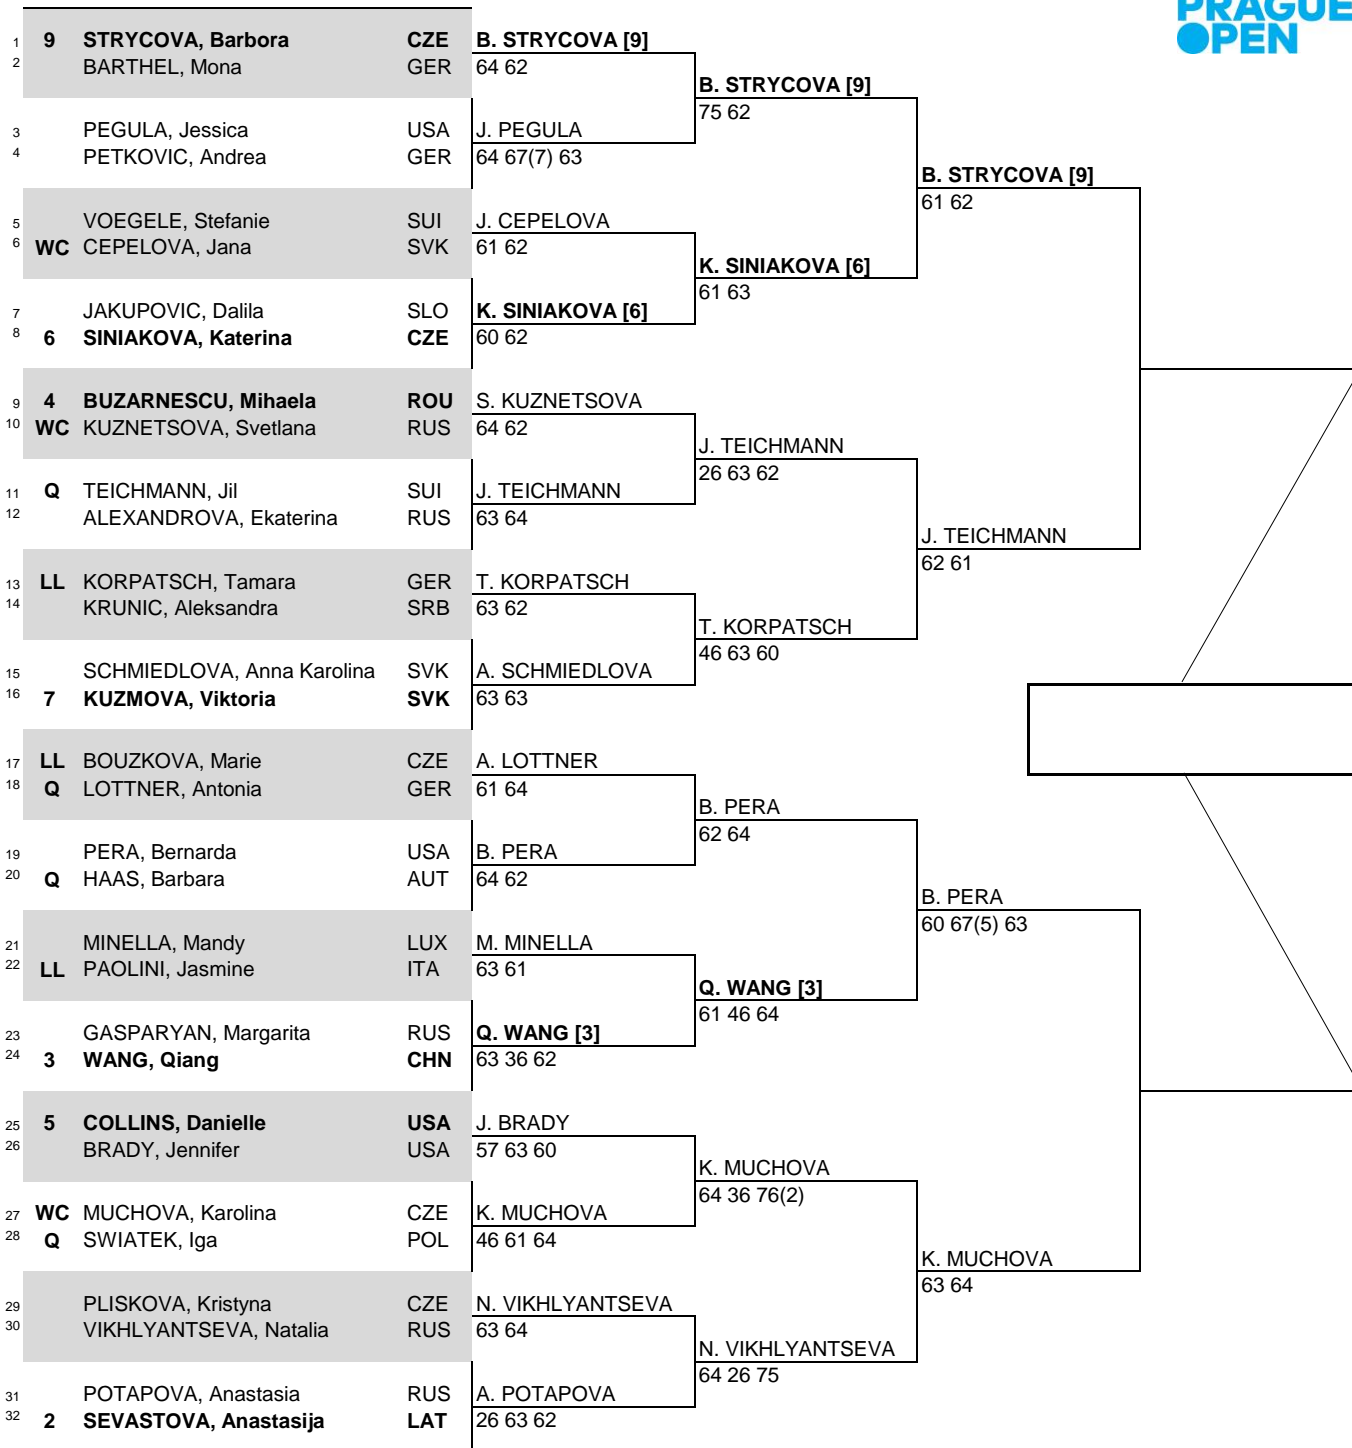 PRAGUE
OPEN
1 9 STRYCOVA, Barbora CZE
2 BARTHEL, Mona GER
3 PEGULA, Jessica USA
4 PETKOVIC, Andrea GER
5 VOEGELE, Stefanie SUI
6 WC CEPELOVA, Jana SVK
7 JAKUPOVIC, Dalila SLO
8 6 SINIAKOVA, Katerina CZE
9 4 BUZARNESCU, Mihaela ROU
10 WC KUZNETSOVA, Svetlana RUS
11 Q TEICHMANN, Jil SUI
12 ALEXANDROVA, Ekaterina RUS
13 LL KORPATSCH, Tamara GER
14 KRUNIC, Aleksandra SRB
15 SCHMIEDLOVA, Anna Karolina SVK
16 7 KUZMOVA, Viktoria SVK
17 LL BOUZKOVA, Marie CZE
18 Q LOTTNER, Antonia GER
19 PERA, Bernarda USA
20 Q HAAS, Barbara AUT
21 MINELLA, Mandy LUX
22 LL PAOLINI, Jasmine ITA
23 GASPARYAN, Margarita RUS
24 3 WANG, Qiang CHN
25 5 COLLINS, Danielle USA
26 BRADY, Jennifer USA
27 WC MUCHOVA, Karolina CZE
28 Q SWIATEK, Iga POL
29 PLISKOVA, Kristyna CZE
30 VIKHLYANTSEVA, Natalia RUS
31 POTAPOVA, Anastasia RUS
32 2 SEVASTOVA, Anastasija LAT
B. STRYCOVA [9]
64 62
J. PEGULA
64 67(7) 63
J. CEPELOVA
61 62
K. SINIAKOVA [6]
60 62
S. KUZNETSOVA
64 62
J. TEICHMANN
63 64
T. KORPATSCH
63 62
A. SCHMIEDLOVA
63 63
A. LOTTNER
61 64
B. PERA
64 62
M. MINELLA
63 61
Q. WANG [3]
63 36 62
J. BRADY
57 63 60
K. MUCHOVA
46 61 64
N. VIKHLYANTSEVA
63 64
A. POTAPOVA
26 63 62
B. STRYCOVA [9]
75 62
K. SINIAKOVA [6]
61 63
J. TEICHMANN
26 63 62
T. KORPATSCH
46 63 60
B. PERA
62 64
Q. WANG [3]
61 46 64
K. MUCHOVA
64 36 76(2)
N. VIKHLYANTSEVA
64 26 75
B. STRYCOVA [9]
61 62
J. TEICHMANN
62 61
B. PERA
60 67(5) 63
K. MUCHOVA
63 64